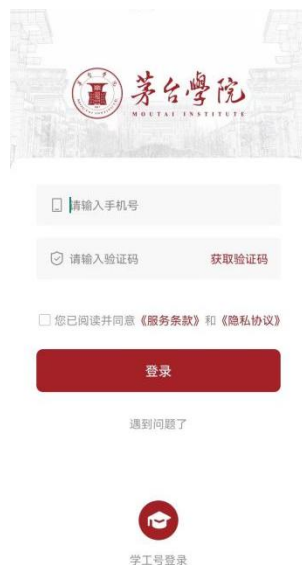 茅台學院
MOUTAI INSTITUTE
请输入手机号
请输入验证码 获取验证码
您已阅读并同意《服务条款》和《隐私协议》
登录
遇到问题了
学工号登录